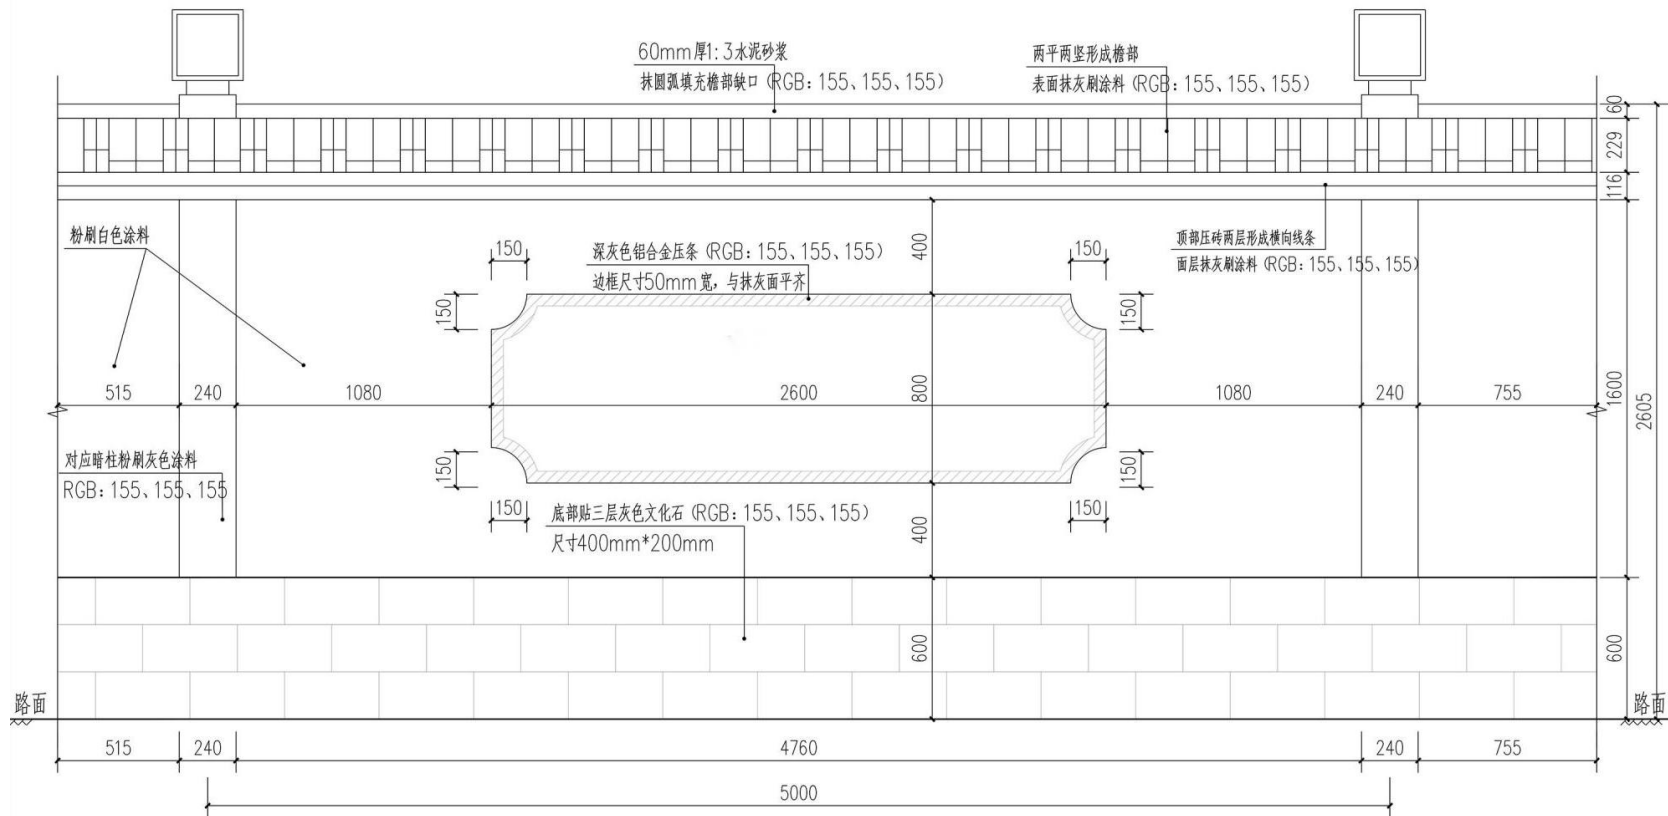 60mm厚1:3水泥砂浆
抹圆弧填充檐部缺口 (RGB: 155、155、155)
两平两竖形成檐部
表面抹灰刷涂料 (RGB: 155、155、155)
60
229
116
粉刷白色涂料
150
深灰色铝合金压条 (RGB: 155、155、155)
边框尺寸50mm宽, 与抹灰面平齐
400
150
顶部压砖两层形成横向线条
面层抹灰刷涂料 (RGB: 155、155、155)
150
150
515
240
1080
2600
800
1080
240
755
1600
2605
对应暗柱粉刷灰色涂料
RGB: 155、155、155
150
150
150
底部贴三层灰色文化石 (RGB: 155、155、155)
尺寸400mm*200mm
400
150
600
600
路面
路面
515
240
4760
240
755
5000